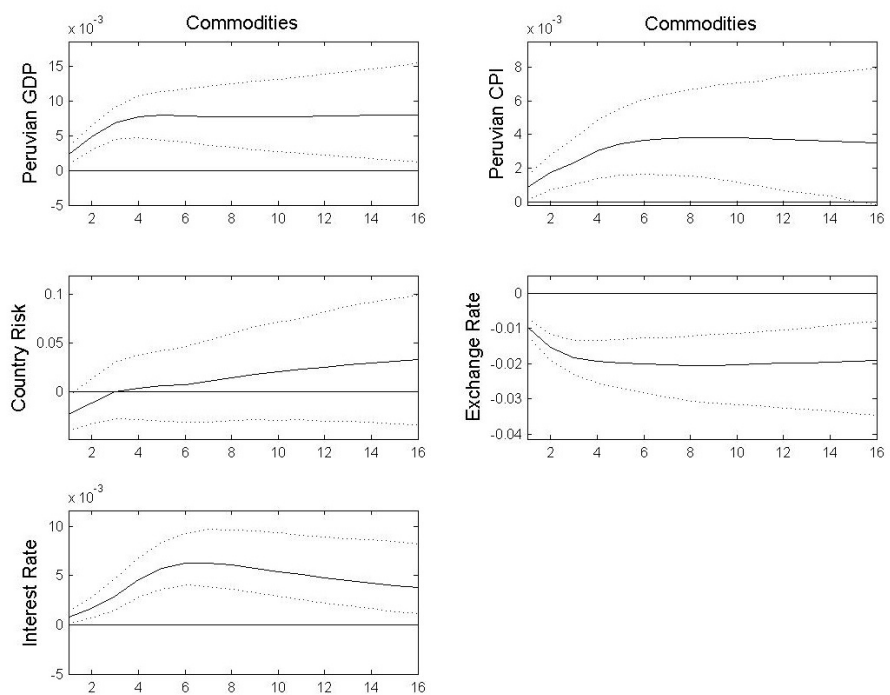 x 10-3
Commodities
15
10
5
0
-5
Peruvian GDP
2 4 6 8 10 12 14 16
x 10-3
Commodities
8
6
4
2
0
Peruvian CPI
2 4 6 8 10 12 14 16
0.1
0.05
0
Country Risk
2 4 6 8 10 12 14 16
0
-0.01
-0.02
-0.03
-0.04
Exchange Rate
2 4 6 8 10 12 14 16
x 10-3
10
5
0
-5
Interest Rate
2 4 6 8 10 12 14 16